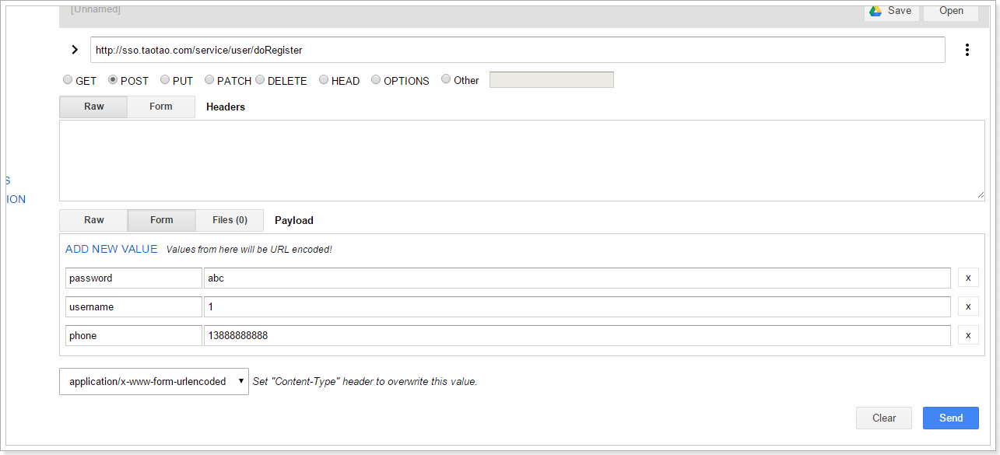 [Unnamed]
Save Open
http://sso.taotao.com/service/user/doRegister
GET POST PUT PATCH DELETE HEAD OPTIONS Other
Raw Form Headers
S
ION
Raw Form Files (0) Payload
ADD NEW VALUE Values from here will be URL encoded!
password abc x
username 1 x
phone 13888888888 x
application/x-www-form-urlencoded Set "Content-Type" header to overwrite this value.
Clear Send